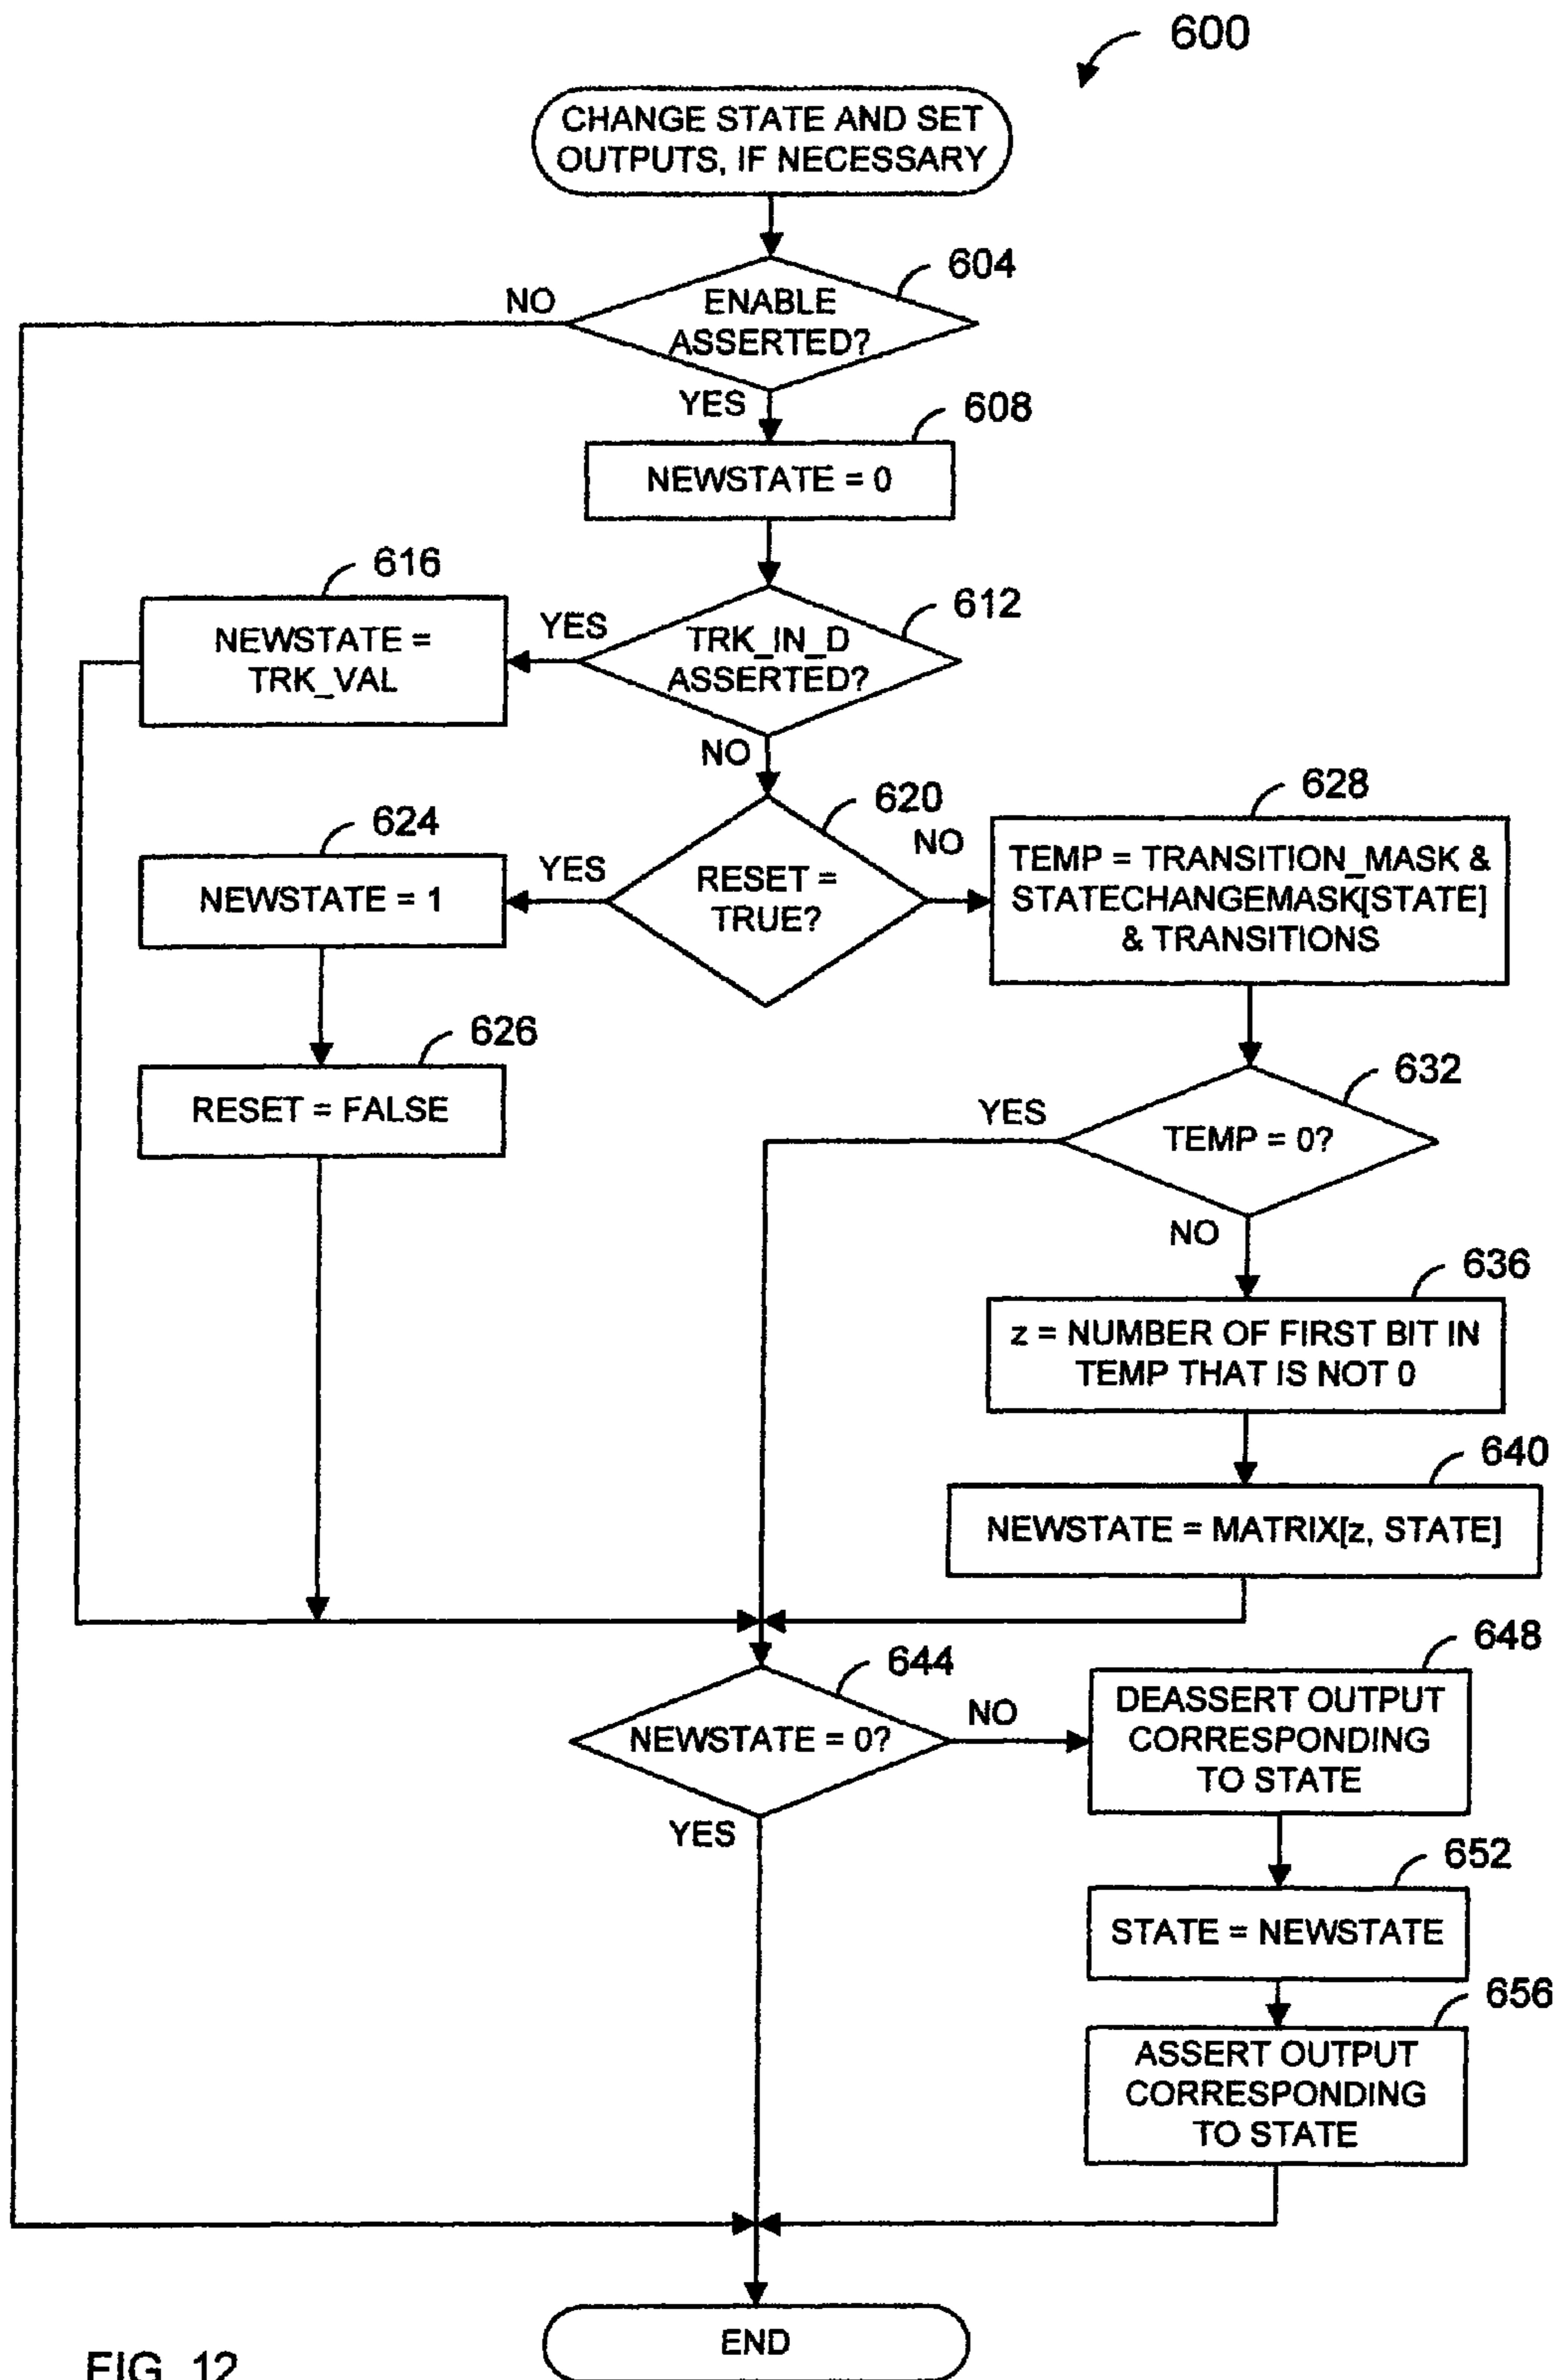 600
CHANGE STATE AND SET
OUTPUTS, IF NECESSARY
604
NO
ENABLE
ASSERTED?
YES
608
NEWSTATE = 0
616
612
NEWSTATE =
TRK_VAL
YES
TRK_IN_D
ASSERTED?
NO
620
628
624
NO
TEMP = TRANSITION_MASK &
STATECHANGEMASK[STATE]
& TRANSITIONS
NEWSTATE = 1
YES
RESET =
TRUE?
626
RESET = FALSE
632
YES
TEMP = 0?
NO
636
z = NUMBER OF FIRST BIT IN
TEMP THAT IS NOT 0
640
NEWSTATE = MATRIX[z, STATE]
644
648
NEWSTATE = 0?
NO
DEASSERT OUTPUT
CORRESPONDING
TO STATE
YES
652
STATE = NEWSTATE
656
ASSERT OUTPUT
CORRESPONDING
TO STATE
END
FIG. 12